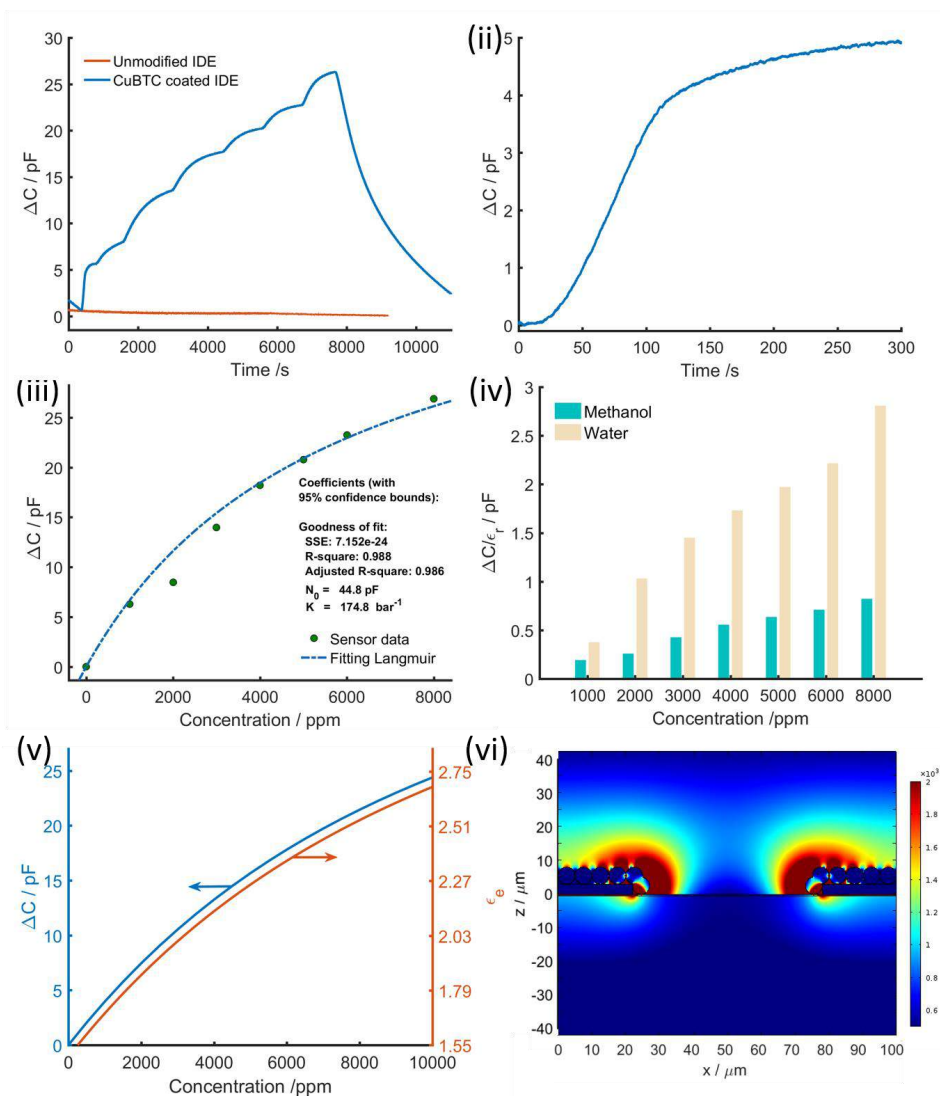 30
25
20
15
10
5
0
ΔC / pF
Unmodified IDE
CuBTC coated IDE
0 2000 4000 6000 8000 10000
Time /s
(ii)
5
4
3
2
1
0
ΔC / pF
0 50 100 150 200 250 300
Time /s
(iii)
25
20
15
10
5
0
ΔC / pF
Coefficients (with
95% confidence bounds):
Goodness of fit:
SSE: 7.152e-24
R-square: 0.988
Adjusted R-square: 0.986
N₀ = 44.8 pF
K = 174.8 bar⁻¹
Sensor data
Fitting Langmuir
0 2000 4000 6000 8000
Concentration / ppm
(iv)
3
2.5
2
1.5
1
0.5
0
ΔC/ϵᵣ / pF
Methanol
Water
1000 2000 3000 4000 5000 6000 8000
Concentration /ppm
(v)
25
20
15
10
5
0
ΔC / pF
2.75
2.51
2.27
2.03
1.79
1.55
ϵₑ
0 2000 4000 6000 8000 10000
Concentration /ppm
(vi)
40
30
20
10
0
-10
-20
-30
-40
z / μm
0 10 20 30 40 50 60 70 80 90 100
x / μm
×10³
2
1.8
1.6
1.4
1.2
1
0.8
0.6